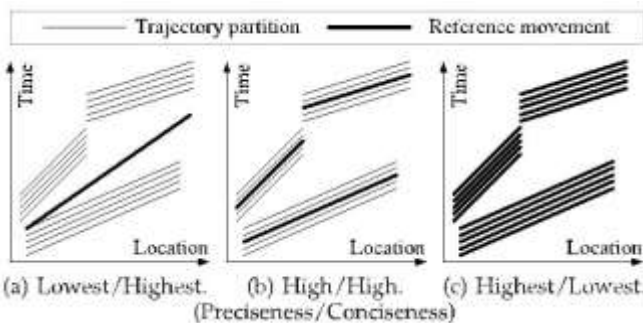 Trajectory partition Reference movement
Time Time Time
Location Location Location
(a) Lowest/Highest. (b) High/High. (c) Highest/Lowest.
(Preciseness/Conciseness)